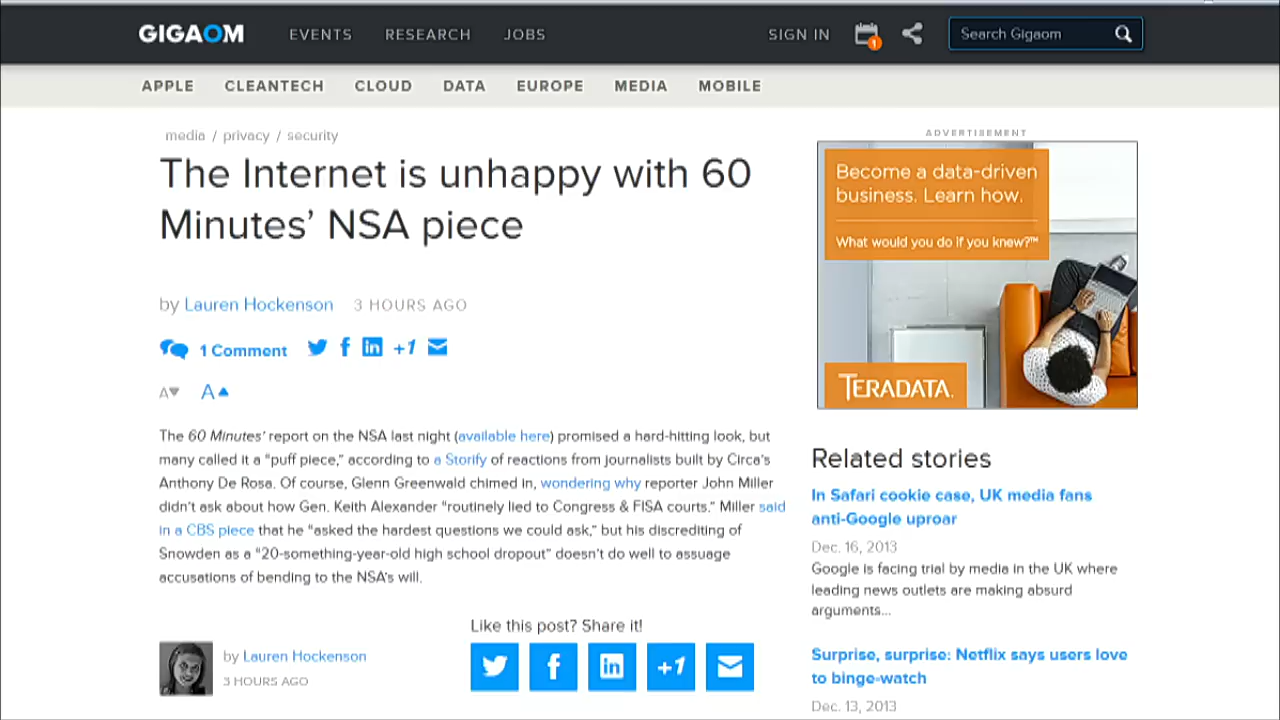 GIGAOM EVENTS RESEARCH JOBS SIGN IN 1 Search Gigaom
APPLE CLEANTECH CLOUD DATA EUROPE MEDIA MOBILE
media / privacy / security
The Internet is unhappy with 60
Minutes’ NSA piece
by Lauren Hockenson 3 HOURS AGO
1 Comment +1
A▼ A▲
The 60 Minutes’ report on the NSA last night (available here) promised a hard-hitting look, but
many called it a "puff piece," according to a Storify of reactions from journalists built by Circa's
Anthony De Rosa. Of course, Glenn Greenwald chimed in, wondering why reporter John Miller
didn't ask about how Gen. Keith Alexander "routinely lied to Congress & FISA courts." Miller said
in a CBS piece that he "asked the hardest questions we could ask," but his discrediting of
Snowden as a "20-something-year-old high school dropout" doesn't do well to assuage
accusations of bending to the NSA's will.
by Lauren Hockenson
3 HOURS AGO
Like this post? Share it!
+1
ADVERTISEMENT
Become a data-driven
business. Learn how.
What would you do if you knew?™
TERADATA.
Related stories
In Safari cookie case, UK media fans
anti-Google uproar
Dec. 16, 2013
Google is facing trial by media in the UK where
leading news outlets are making absurd
arguments...
Surprise, surprise: Netflix says users love
to binge-watch
Dec. 13, 2013